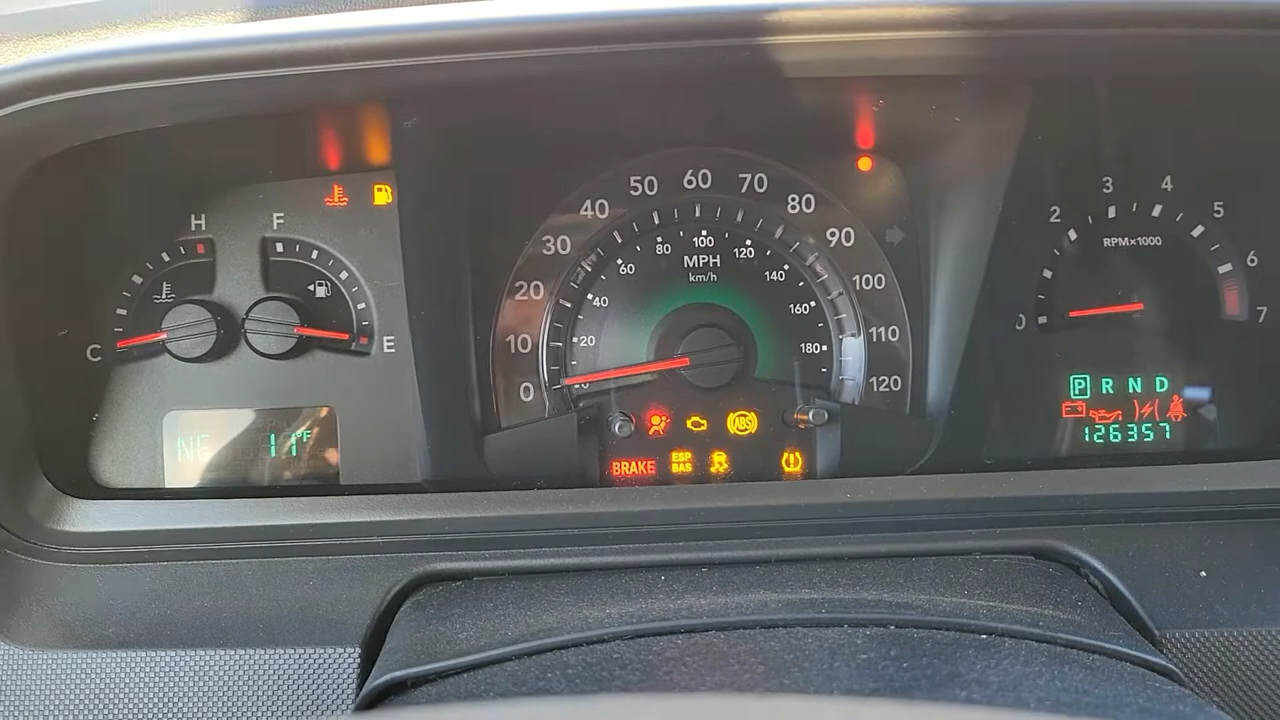 H F
C E
NE 11°F
0 10 20 30 40 50 60 70 80 90 100 110 120
20 40 60 80 100 120 140 160 180
MPH
km/h
ABS
BRAKE
ESP
BAS
0 2 3 4 5 6 7
RPM×1000
P R N D
126357